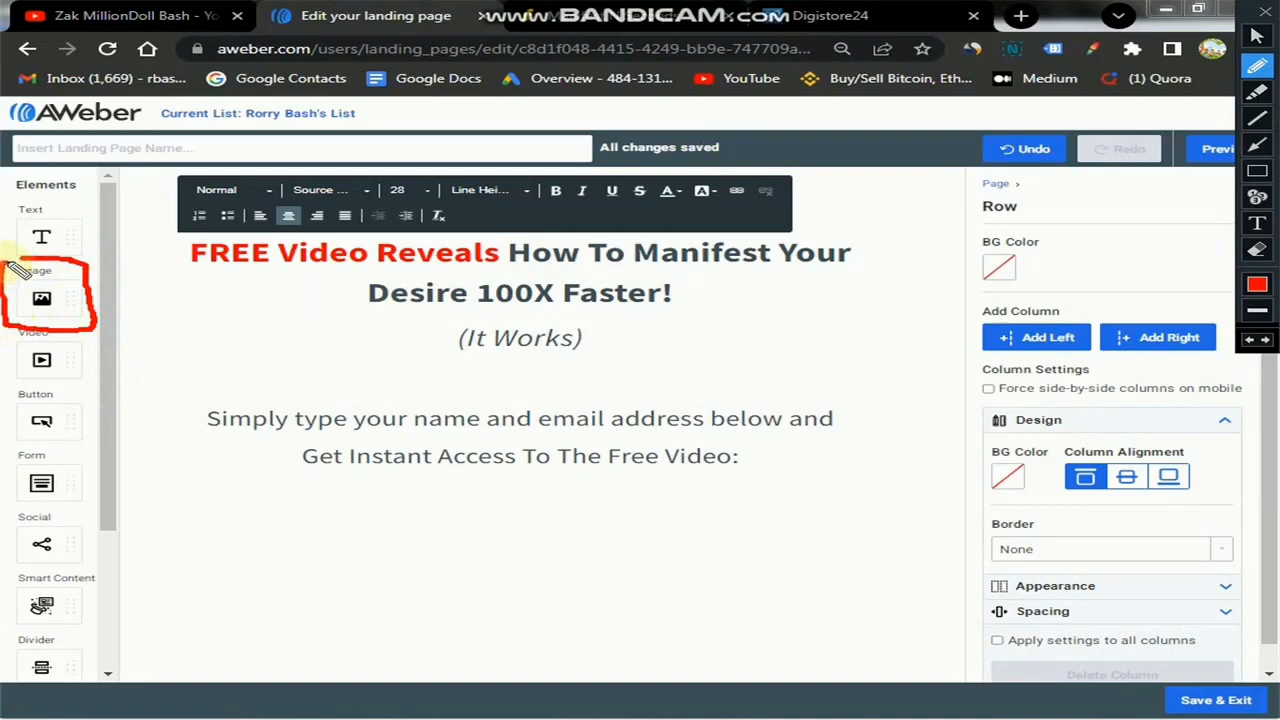 Zak MillionDoll Bash - Yo
Edit your landing page
www.BANDICAM.com
Digistore24
aweber.com/users/landing_pages/edit/c8d1f048-4415-4249-bb9e-747709a...
Inbox (1,669) – rbas...
Google Contacts
Google Docs
Overview - 484-131...
YouTube
Buy/Sell Bitcoin, Eth...
Medium
(1) Quora
AWeber
Current List: Rorry Bash's List
Insert Landing Page Name...
All changes saved
Undo
Redo
Previ
Elements
Text
Video
Button
Form
Social
Smart Content
Divider
Normal
Source ...
28
Line Hei...
FREE Video Reveals How To Manifest Your
Desire 100X Faster!
(It Works)
Simply type your name and email address below and
Get Instant Access To The Free Video:
Page
Row
BG Color
Add Column
Add Left
Add Right
Column Settings
Force side-by-side columns on mobile
Design
BG Color
Column Alignment
Border
None
Appearance
Spacing
Apply settings to all columns
Delete Column
Save & Exit